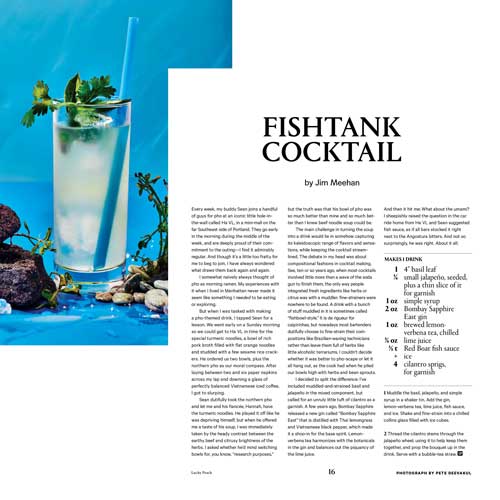 FISHTANK
COCKTAIL
by Jim Meehan
Every week, my buddy Sean joins a handful
of guys for pho at an iconic little hole-in-
the-wall called Ha VL, in a mini-mall on the
far Southeast side of Portland. They go early
in the morning during the middle of the
week, and are deeply proud of their com-
mitment to the outing—I find it admirably
regular. And though it's a little too fratty for
me to beg to join, I have always wondered
what drew them back again and again.
I somewhat naively always thought of
pho as morning ramen. My experiences with
it when I lived in Manhattan never made it
seem like something I needed to be eating
or exploring.
But when I was tasked with making
a pho-themed drink, I tapped Sean for a
lesson. We went early on a Sunday morning
so we could get to Ha VL in time for the
special turmeric noodles, a bowl of rich
pork broth filled with flat orange noodles
and studded with a few sesame rice crack-
ers. He ordered us two bowls, plus the
northern pho as our moral compass. After
laying between two and six paper napkins
across my lap and downing a glass of
perfectly balanced Vietnamese iced coffee,
I got to slurping.
Sean dutifully took the northern pho
and let me and his fiancée, Hannah, have
the turmeric noodles. He played it off like he
was depriving himself, but when he offered
me a taste of his soup, I was immediately
taken by the heady contrast between the
earthy beef and citrusy brightness of the
herbs. I asked whether he'd mind switching
bowls for, you know, "research purposes,"
but the truth was that his bowl of pho was
so much better than mine and so much bet-
ter than I knew beef noodle soup could be.
The main challenge in turning the soup
into a drink would be in somehow capturing
its kaleidoscopic range of flavors and sensa-
tions, while keeping the cocktail stream-
lined. The debate in my head was about
compositional fashions in cocktail making.
See, ten or so years ago, when most cocktails
involved little more than a wave of the soda
gun to finish them, the only way people
integrated fresh ingredients like herbs or
citrus was with a muddler: fine-strainers were
nowhere to be found. A drink with a bunch
of stuff muddled in it is sometimes called
"fishbowl-style." It is de rigueur for
caipirinhas, but nowadays most bartenders
dutifully choose to fine-strain their com-
positions like Brazilian-waxing technicians
rather than leave them full of herbs like
little alcoholic terrariums. I couldn't decide
whether it was better to pho-scape or let it
all hang out, as the cook had when he piled
our bowls high with herbs and bean sprouts.
I decided to split the difference: I've
included muddled-and-strained basil and
jalapeño in the mixed component, but
called for an unruly little tuft of cilantro as a
garnish. A few years ago, Bombay Sapphire
released a new gin called "Bombay Sapphire
East" that is distilled with Thai lemongrass
and Vietnamese black pepper, which made
it a shoo-in for the base spirit. Lemon-
verbena tea harmonizes with the botanicals
in the gin and balances out the piquancy of
the lime juice.
And then it hit me: What about the umami?
I sheepishly raised the question in the car
ride home from Ha VL and Sean suggested
fish sauce, as if all bars stocked it right
next to the Angostura bitters. And not so
surprisingly, he was right. About it all.
MAKES 1 DRINK
1 4" basil leaf
¼ small jalapeño, seeded,
plus a thin slice of it
for garnish
1 oz simple syrup
2 oz Bombay Sapphire
East gin
1 oz brewed lemon-
verbena tea, chilled
¾ oz lime juice
½ t Red Boat fish sauce
+ ice
4 cilantro sprigs,
for garnish
1 Muddle the basil, jalapeño, and simple
syrup in a shaker tin. Add the gin,
lemon-verbena tea, lime juice, fish sauce,
and ice. Shake and fine-strain into a chilled
collins glass filled with ice cubes.
2 Thread the cilantro stems through the
jalapeño wheel, using it to help keep them
together, and prop the bouquet up in the
drink. Serve with a bubble-tea straw.
Lucky Peach
16
PHOTOGRAPH BY PETE DEEVAKUL